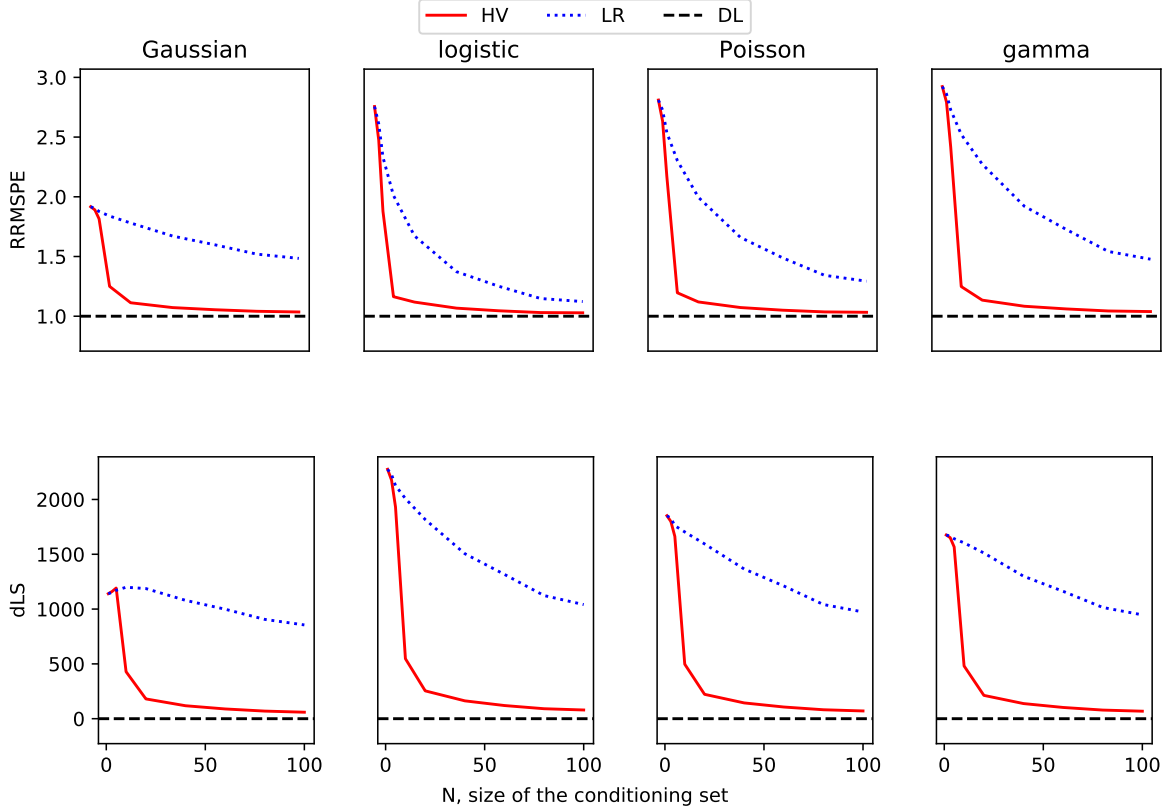 HV LR DL
Gaussian logistic Poisson gamma
3.0
2.5
2.0
1.5
1.0
RRMSPE
2000
1500
1000
500
0
dLS
0 50 100 0 50 100 0 50 100 0 50 100
N, size of the conditioning set